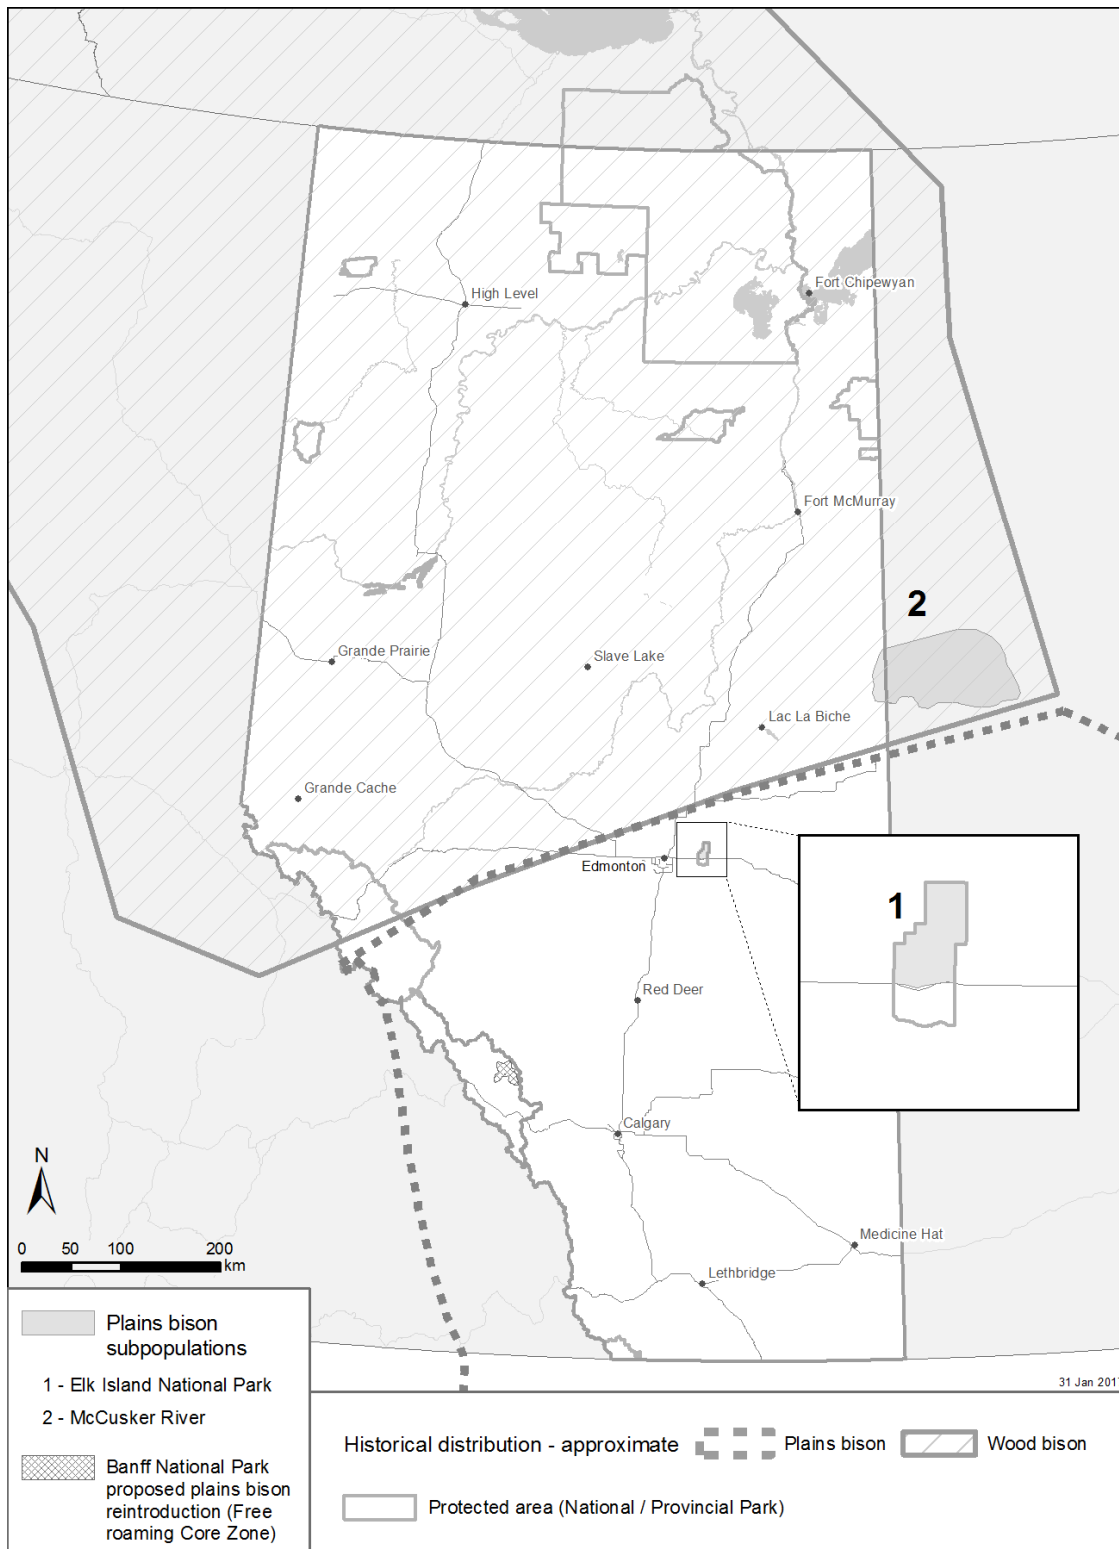 High Level
Fort Chipewyan
Fort McMurray
2
Grande Prairie
Slave Lake
Lac La Biche
Grande Cache
Edmonton
1
Red Deer
Calgary
N
Medicine Hat
0 50 100 200
km
Lethbridge
Plains bison
subpopulations
1 - Elk Island National Park
2 - McCusker River
Banff National Park
proposed plains bison
reintroduction (Free
roaming Core Zone)
31 Jan 201
Historical distribution - approximate
Plains bison
Wood bison
Protected area (National / Provincial Park)